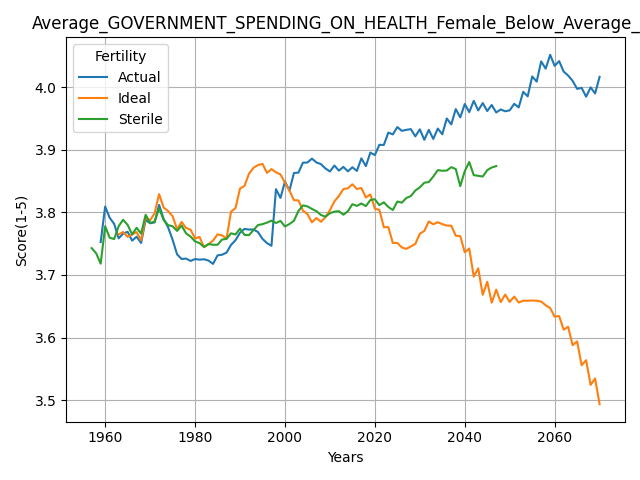 Average_GOVERNMENT_SPENDING_ON_HEALTH_Female_Below_Average_
Fertility
Actual
Ideal
Sterile
Score(1-5)
4.0
3.9
3.8
3.7
3.6
3.5
1960 1980 2000 2020 2040 2060
Years